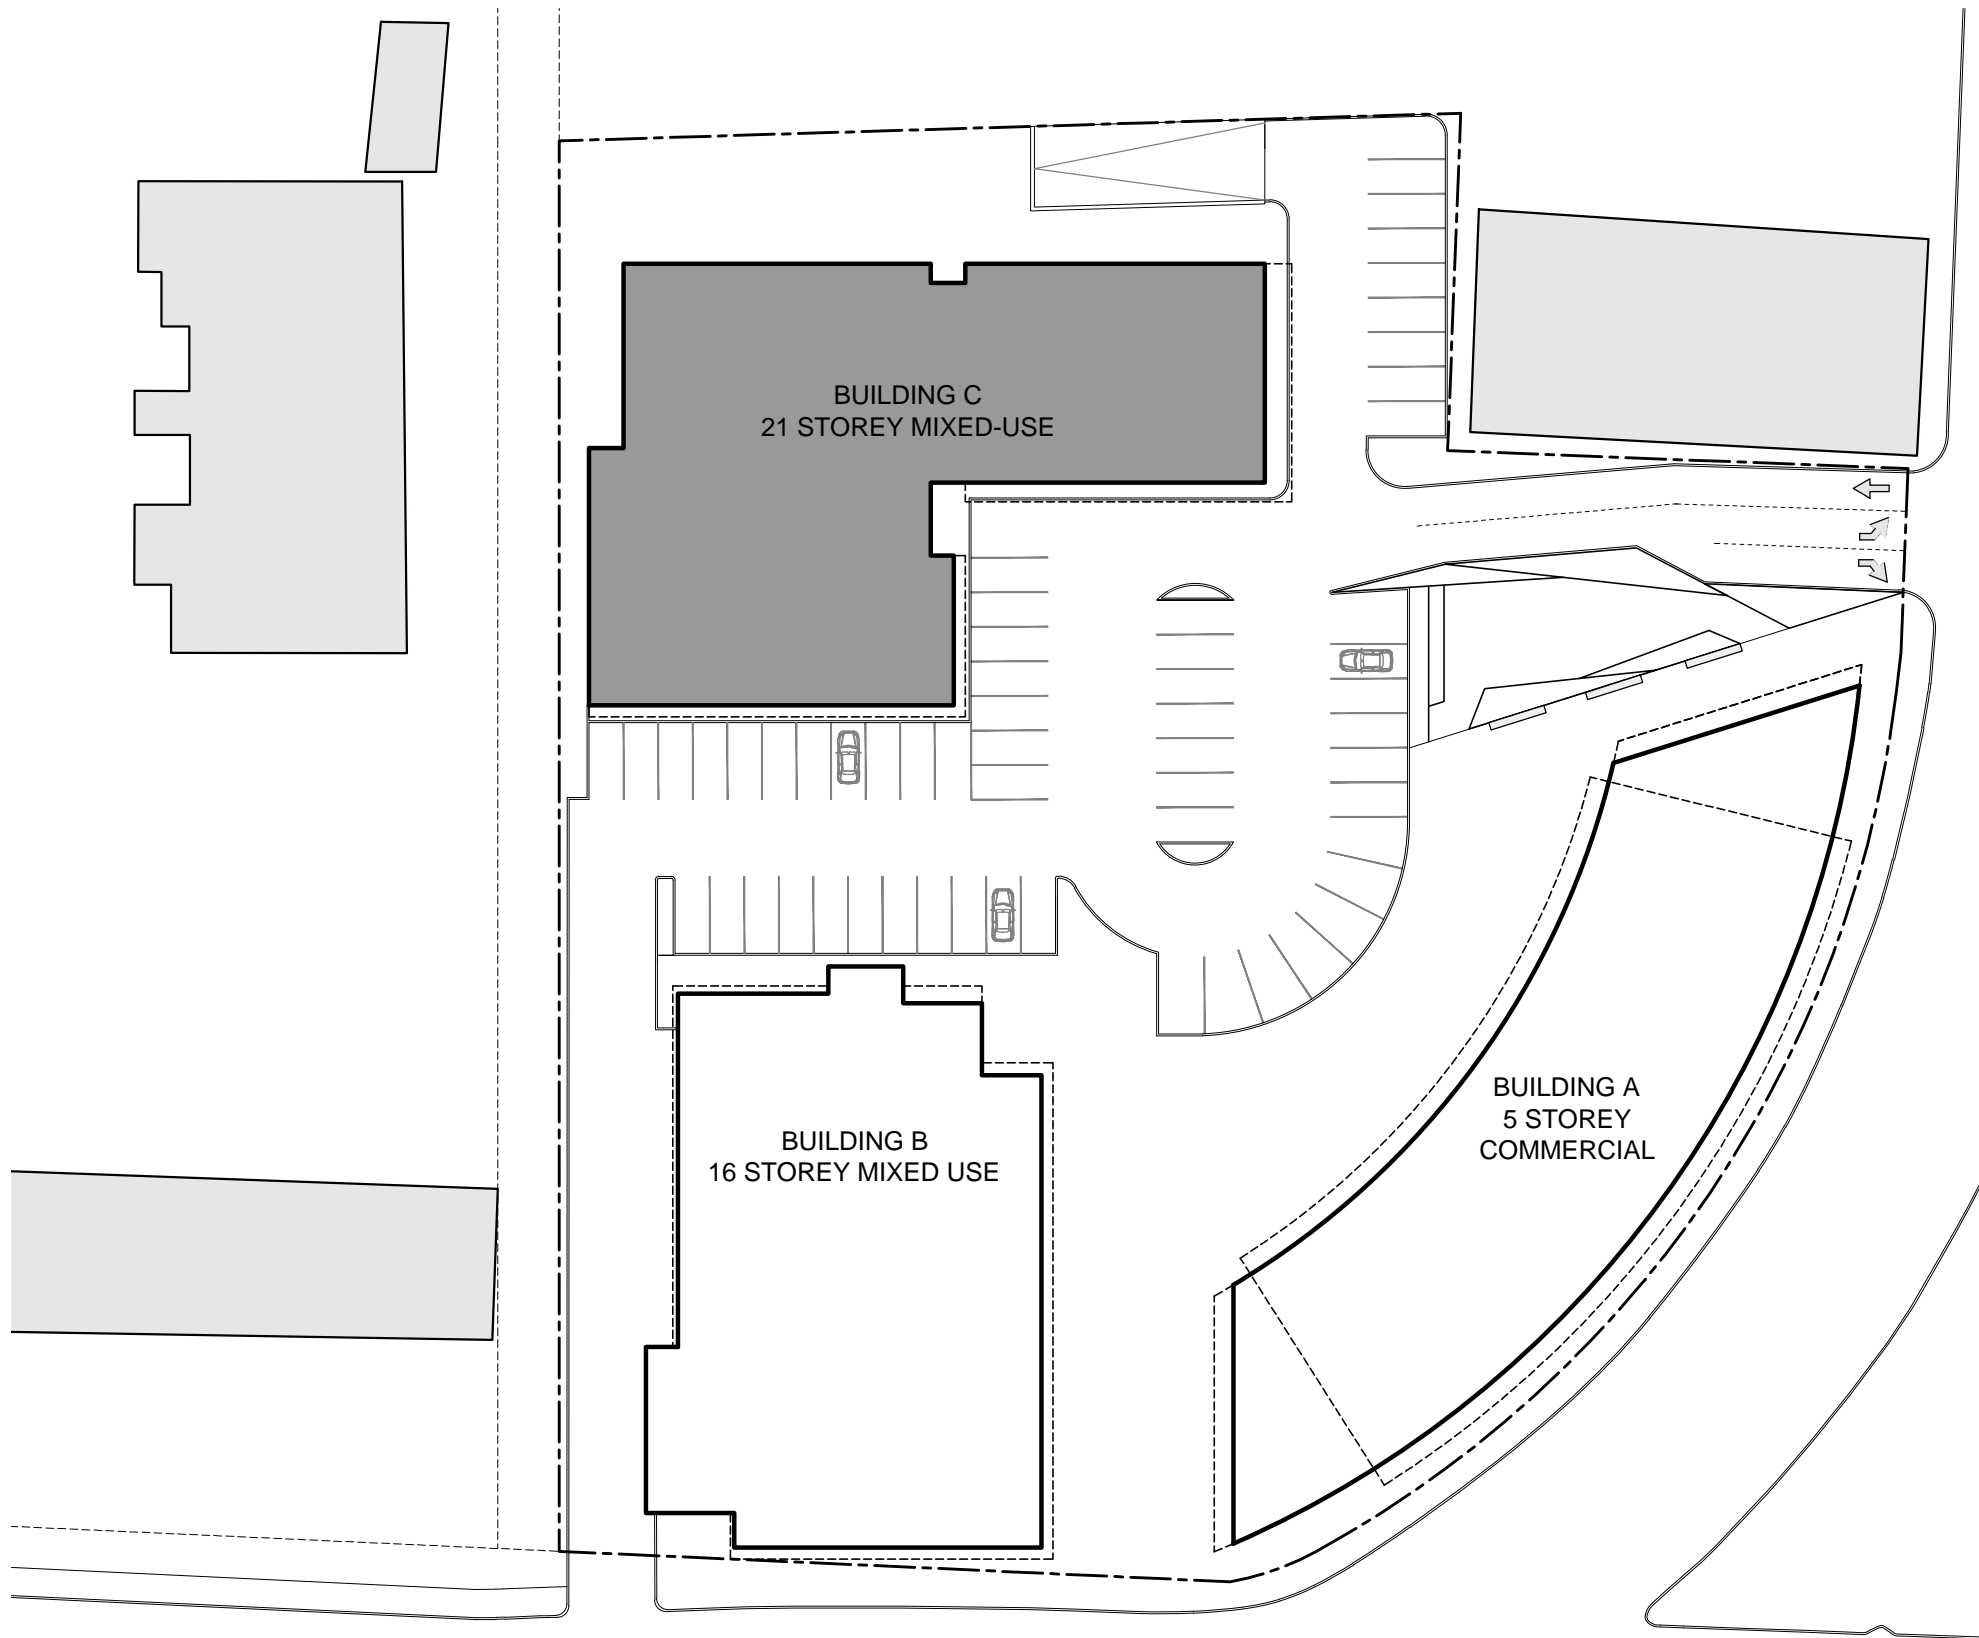 BUILDING C
21 STOREY MIXED-USE
BUILDING A
5 STOREY
COMMERCIAL
BUILDING B
16 STOREY MIXED USE